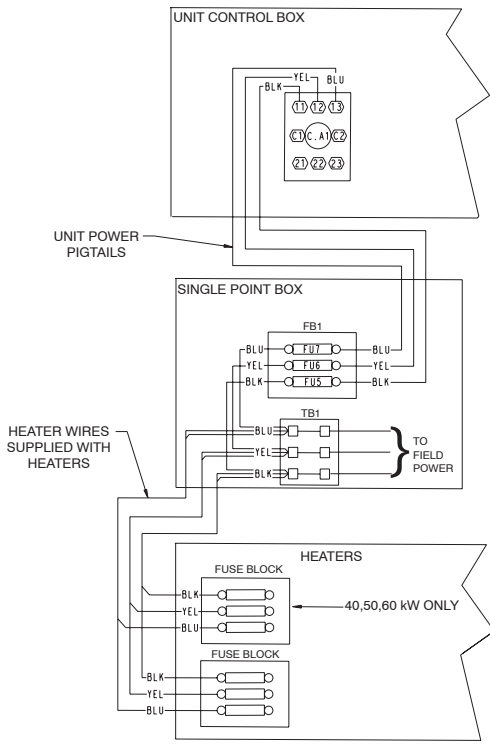 UNIT CONTROL BOX
YEL
BLU
BLK
11 12 13
C1 C.A1 C2
21 22 23
UNIT POWER
PIGTAILS
SINGLE POINT BOX
FB1
BLU FU7 BLU
YEL FU6 YEL
BLK FU5 BLK
TB1
BLU
YEL
BLK
TO
FIELD
POWER
HEATER WIRES
SUPPLIED WITH
HEATERS
HEATERS
FUSE BLOCK
BLK
YEL
BLU
40,50,60 kW ONLY
FUSE BLOCK
BLK
YEL
BLU